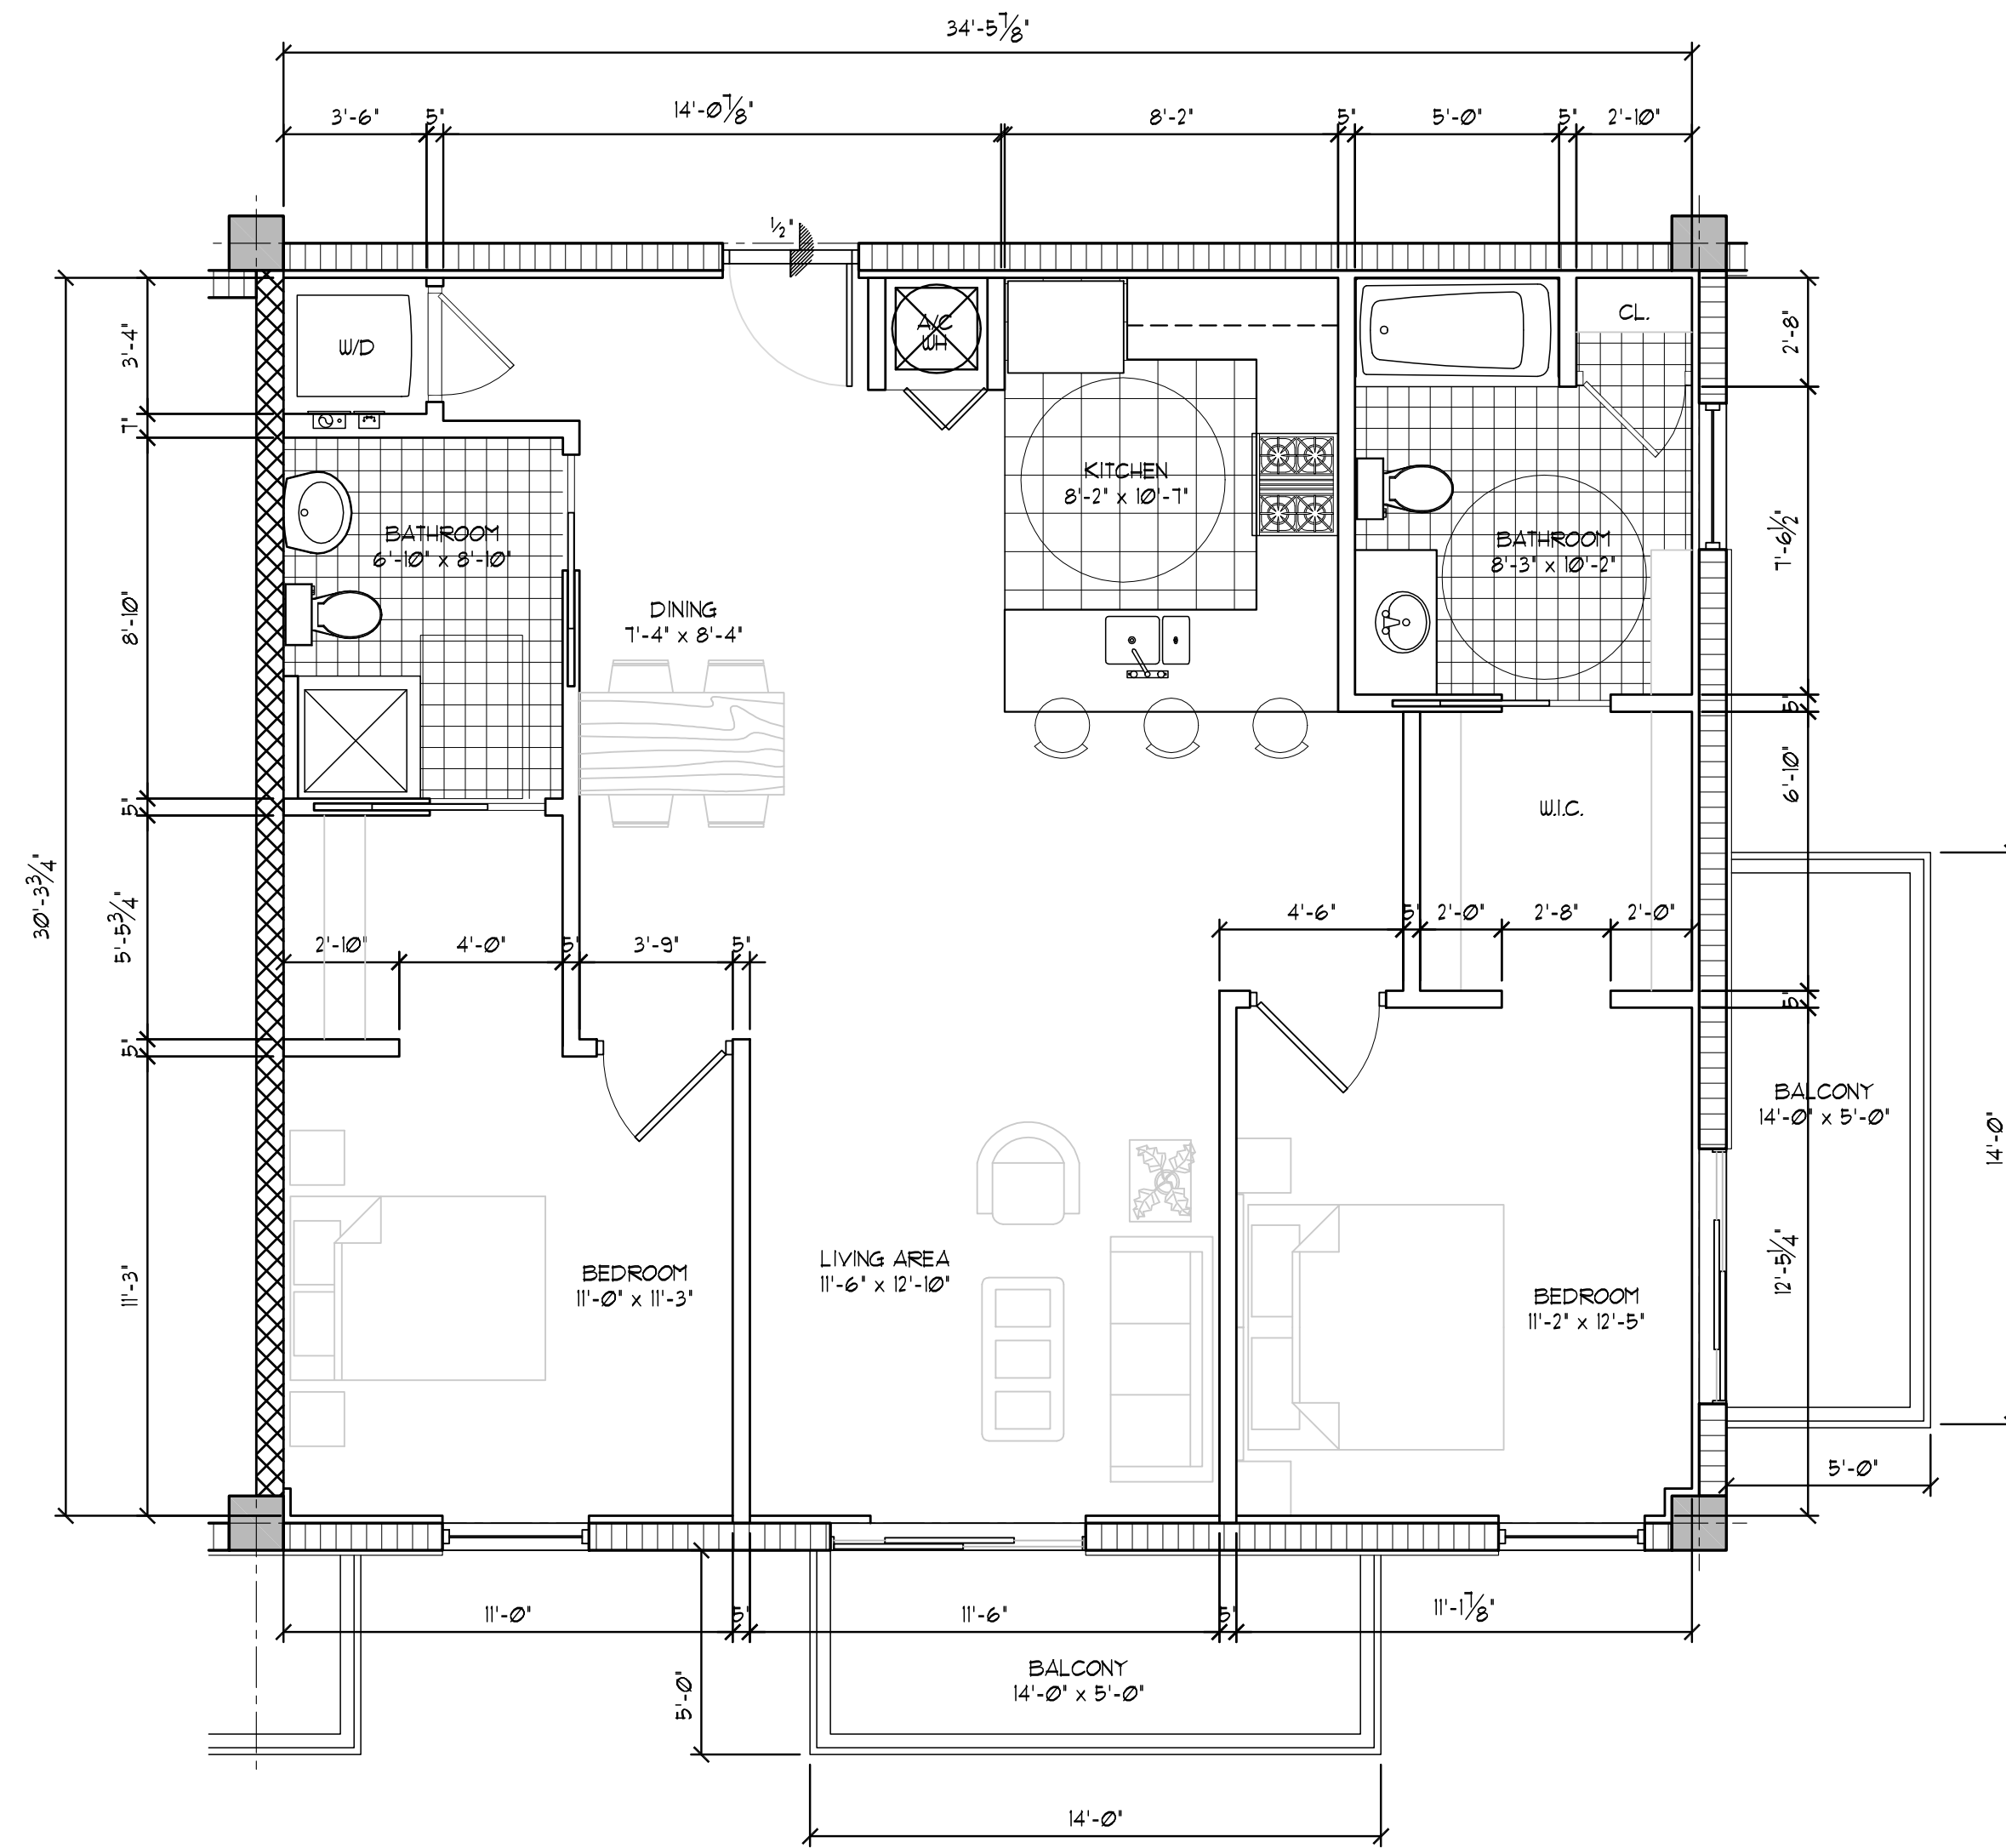 34'-5 7/8"
3'-6"
5"
14'-0 7/8"
8'-2"
5"
5'-0"
5"
2'-10"
1/2"
W/D
A/C
WH
CL.
3'-4"
7"
8'-10"
5"
5'-5 3/4"
5"
11'-3"
30'-3 3/4"
2'-8"
7'-6 1/2"
5"
6'-10"
5"
12'-5 1/4"
KITCHEN
8'-2" x 10'-7"
BATHROOM
6'-10" x 8'-10"
BATHROOM
8'-3" x 10'-2"
DINING
7'-4" x 8'-4"
W.I.C.
4'-6"
5"
2'-0"
2'-8"
2'-0"
2'-10"
4'-0"
5"
3'-9"
5"
BALCONY
14'-0" x 5'-0"
14'-0"
5'-0"
LIVING AREA
11'-6" x 12'-10"
BEDROOM
11'-0" x 11'-3"
BEDROOM
11'-2" x 12'-5"
11'-0"
5"
11'-6"
5"
11'-1 7/8"
5'-0"
BALCONY
14'-0" x 5'-0"
14'-0"